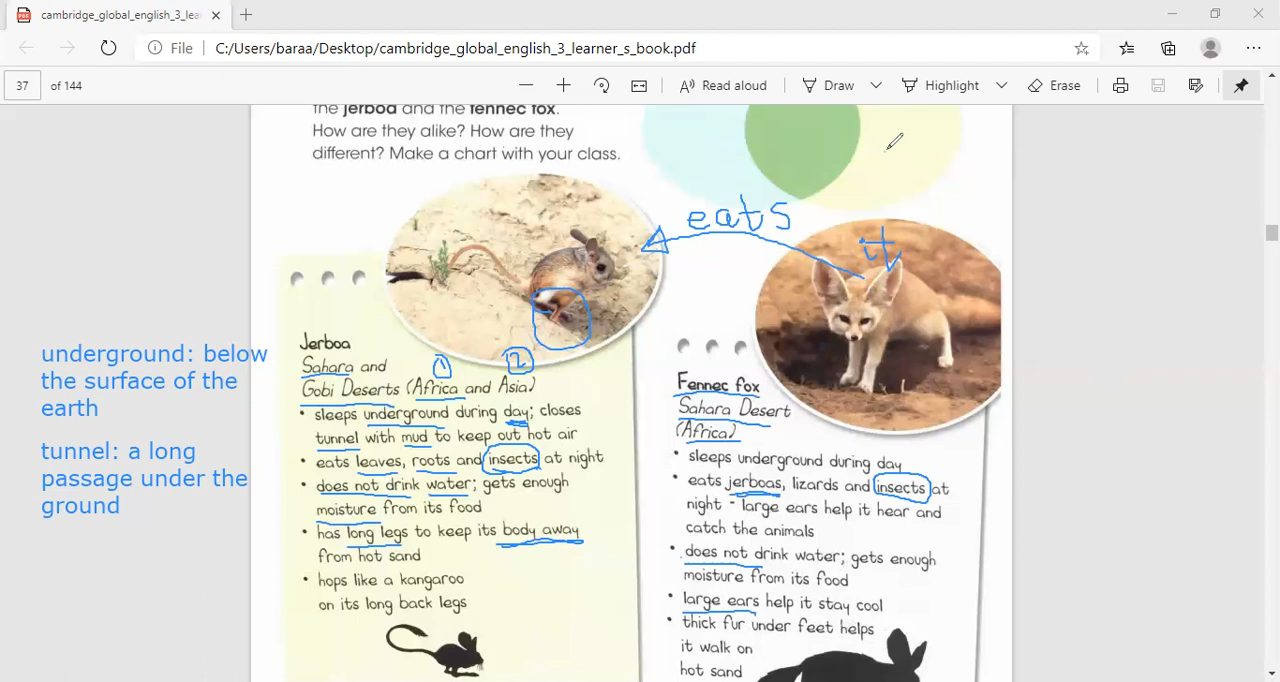 cambridge_global_english_3_lea
File
C:/Users/baraa/Desktop/cambridge_global_english_3_learner_s_book.pdf
37 of 144
Read aloud
Draw
Highlight
Erase
the jerboa and the fennec fox.
How are they alike? How are they
different? Make a chart with your class.
eats
it
Jerboa
Sahara and
1 2
Gobi Deserts (Africa and Asia)
• sleeps underground during day; closes
tunnel with mud to keep out hot air
• eats leaves, roots and insects at night
• does not drink water; gets enough
moisture from its food
• has long legs to keep its body away
from hot sand
• hops like a kangaroo
on its long back legs
underground: below
the surface of the
earth
tunnel: a long
passage under the
ground
Fennec fox
Sahara Desert
(Africa)
• sleeps underground during day
• eats jerboas, lizards and insects at
night - large ears help it hear and
catch the animals
• does not drink water; gets enough
moisture from its food
• large ears help it stay cool
• thick fur under feet helps
it walk on
hot sand